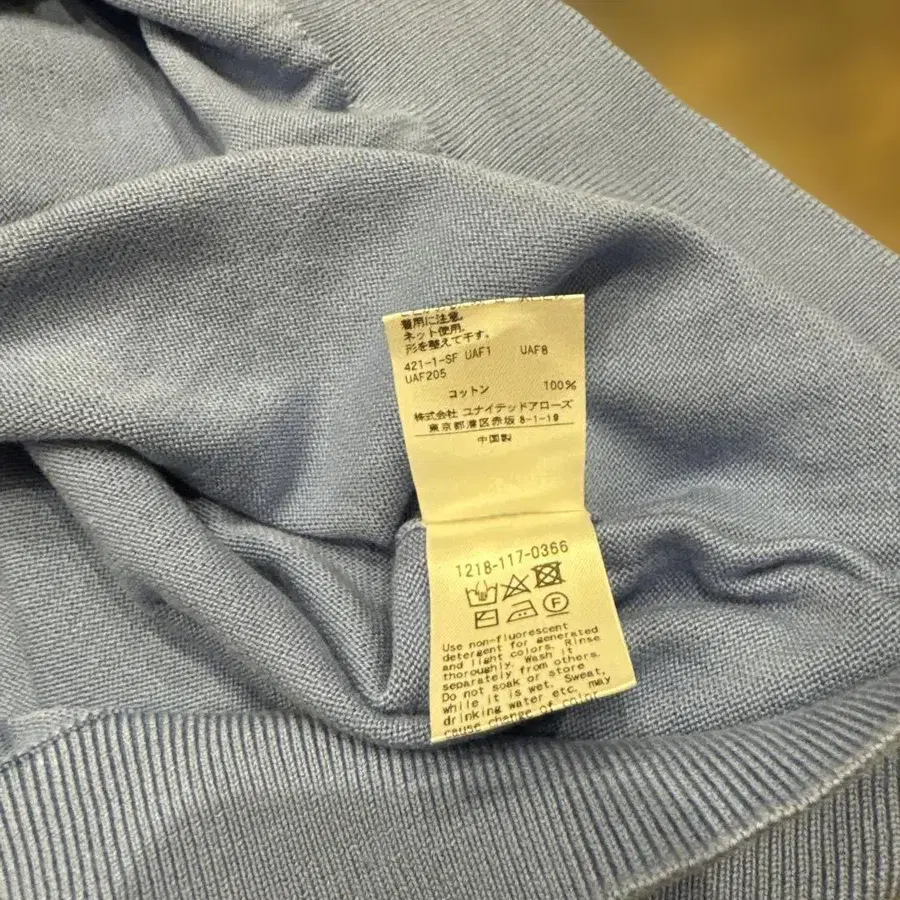 着用に注意。
ネット使用。
形を整えて干す。
421-1-SF UAF1 UAF8
UAF205
コットン 100%
株式会社 ユナイテッドアローズ
東京都港区赤坂 8-1-19
中国製
1218-117-0366
Use non-fluorescent
detergent for generated
and light colors. Rinse
thoroughly. Wash it
separately from others.
Do not soak or store
while it is wet. Sweat,
drinking water etc. may
cause change of color